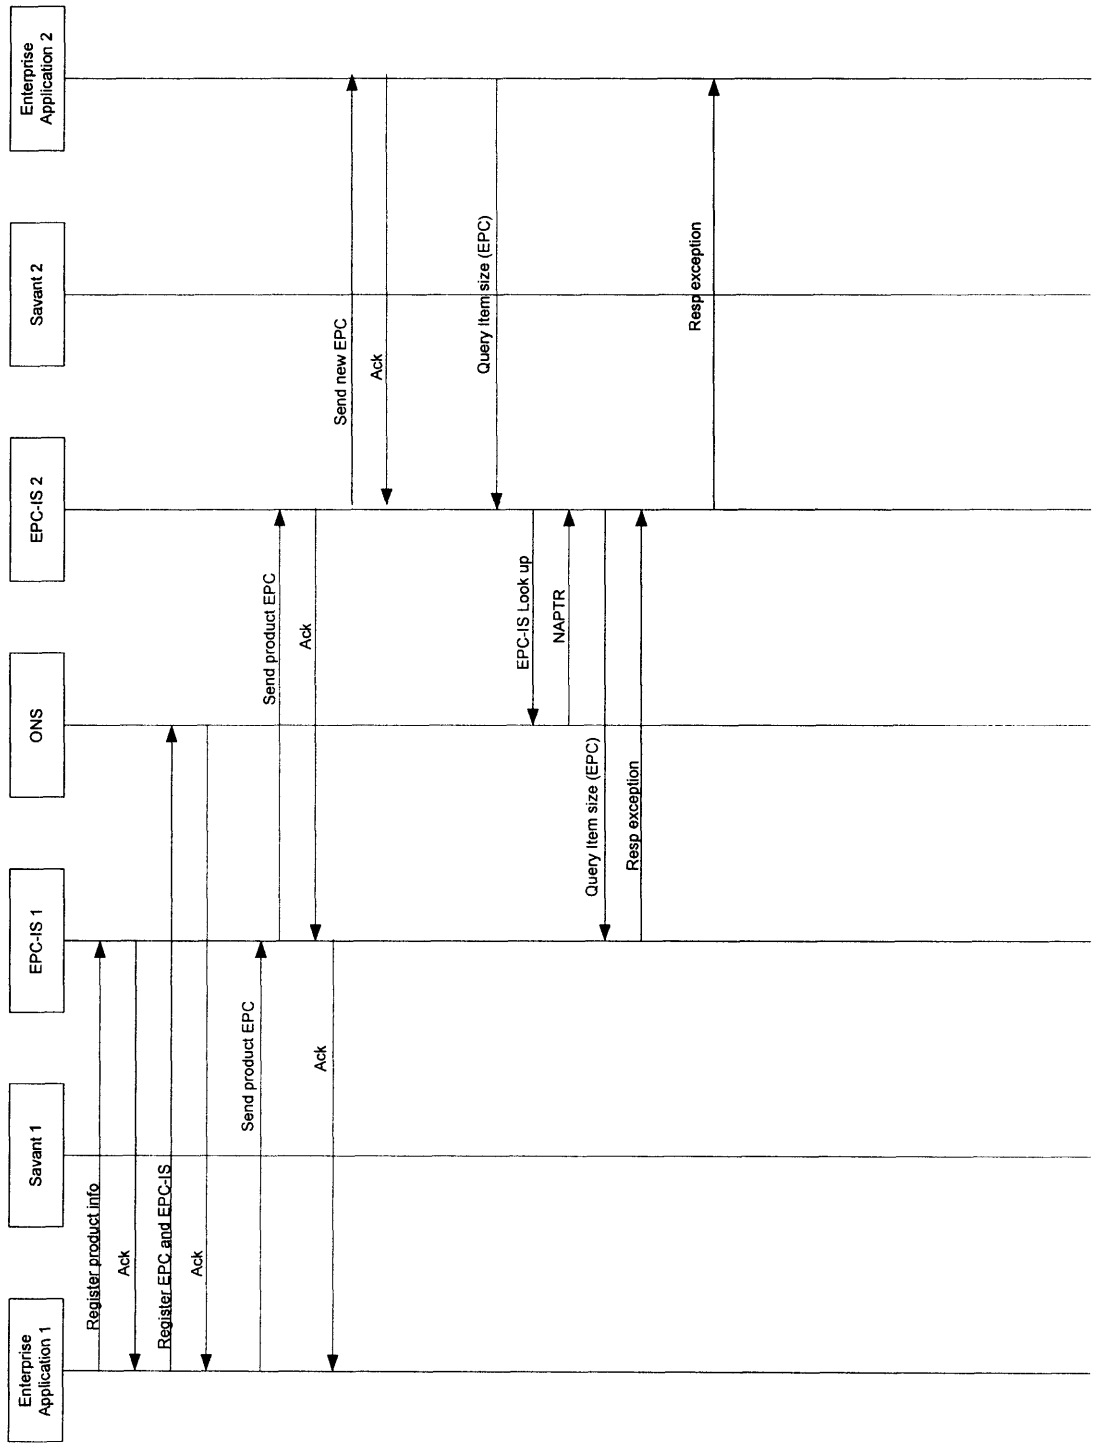 Enterprise
Application 1
Savant 1
EPC-IS 1
ONS
EPC-IS 2
Savant 2
Enterprise
Application 2
Register product info
Ack
Register EPC and EPC-IS
Ack
Send product EPC
Send product EPC
Ack
Ack
Send new EPC
Ack
Query Item size (EPC)
EPC-IS Look up
NAPTR
Query Item size (EPC)
Resp exception
Resp exception